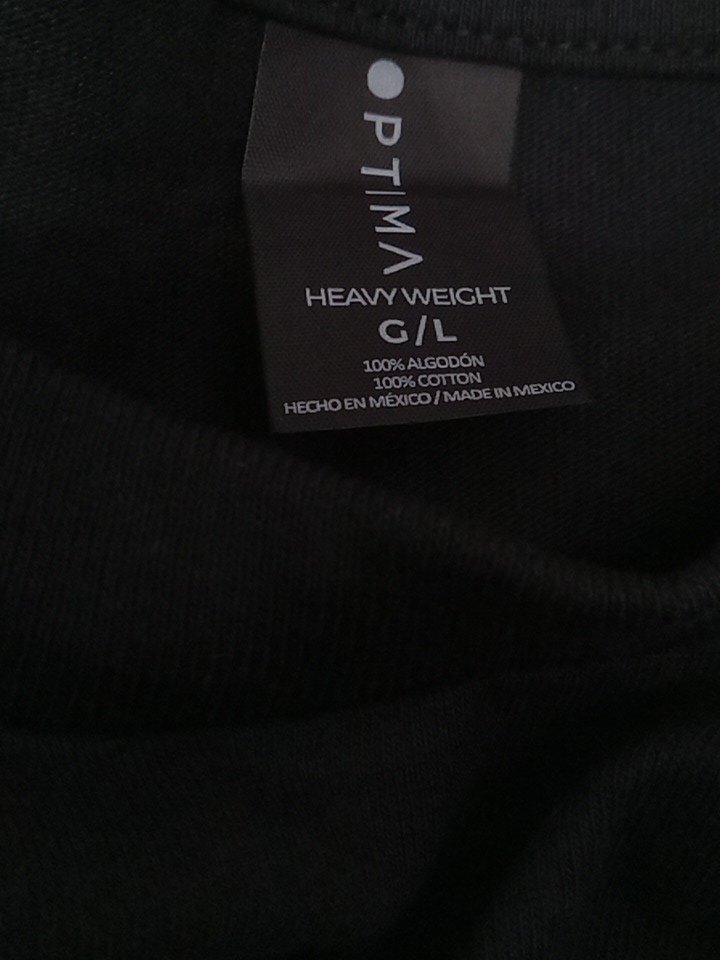 OPTIMA
HEAVY WEIGHT
G/L
100% ALGODÓN
100% COTTON
HECHO EN MÉXICO / MADE IN MEXICO